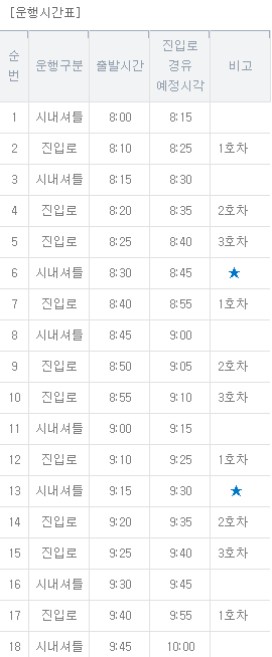 [운행시간표]
순번 운행구분 출발시간 진입로 경유 예정시각 비고
1 시내셔틀 8:00 8:15
2 진입로 8:10 8:25 1호차
3 시내셔틀 8:15 8:30
4 진입로 8:20 8:35 2호차
5 진입로 8:25 8:40 3호차
6 시내셔틀 8:30 8:45 ★
7 진입로 8:40 8:55 1호차
8 시내셔틀 8:45 9:00
9 진입로 8:50 9:05 2호차
10 진입로 8:55 9:10 3호차
11 시내셔틀 9:00 9:15
12 진입로 9:10 9:25 1호차
13 시내셔틀 9:15 9:30 ★
14 진입로 9:20 9:35 2호차
15 진입로 9:25 9:40 3호차
16 시내셔틀 9:30 9:45
17 진입로 9:40 9:55 1호차
18 시내셔틀 9:45 10:00